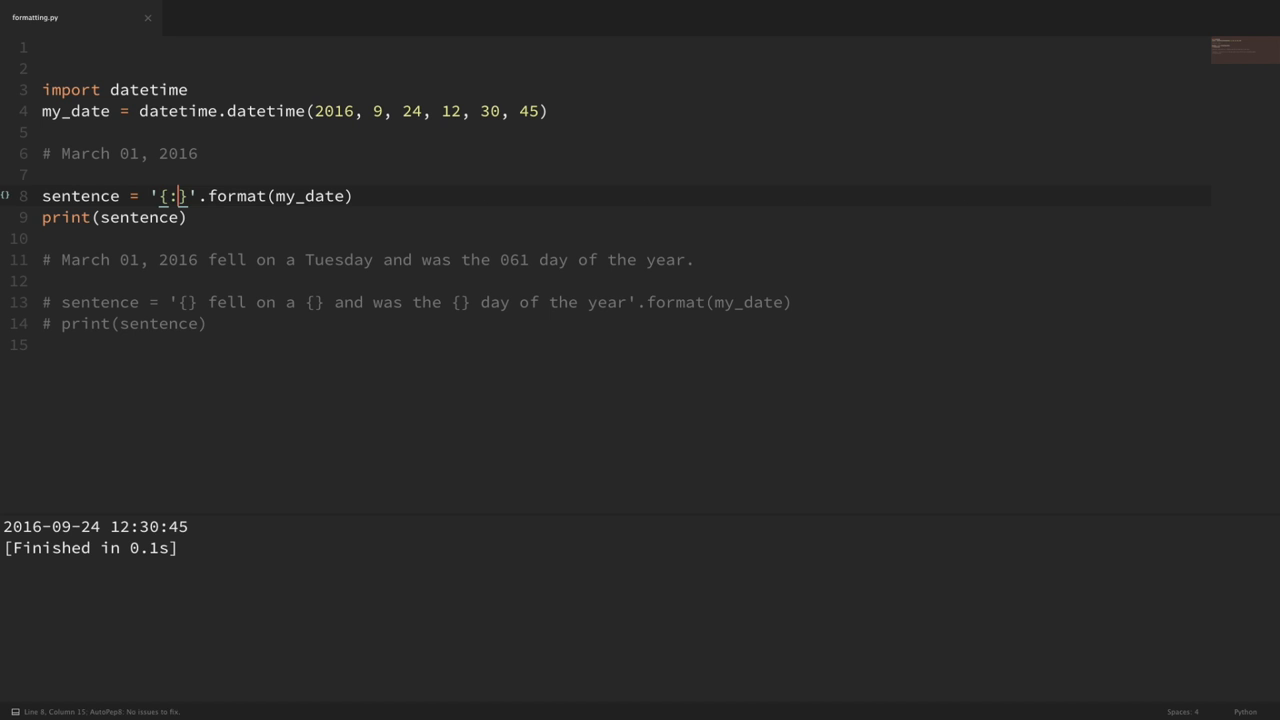 formatting.py ×
1
2
3 import datetime
4 my_date = datetime.datetime(2016, 9, 24, 12, 30, 45)
5
6 # March 01, 2016
7
{} 8 sentence = '{:}'.format(my_date)
9 print(sentence)
10
11 # March 01, 2016 fell on a Tuesday and was the 061 day of the year.
12
13 # sentence = '{} fell on a {} and was the {} day of the year'.format(my_date)
14 # print(sentence)
15
2016-09-24 12:30:45
[Finished in 0.1s]
Line 8, Column 15; AutoPep8: No issues to fix. Spaces: 4 Python